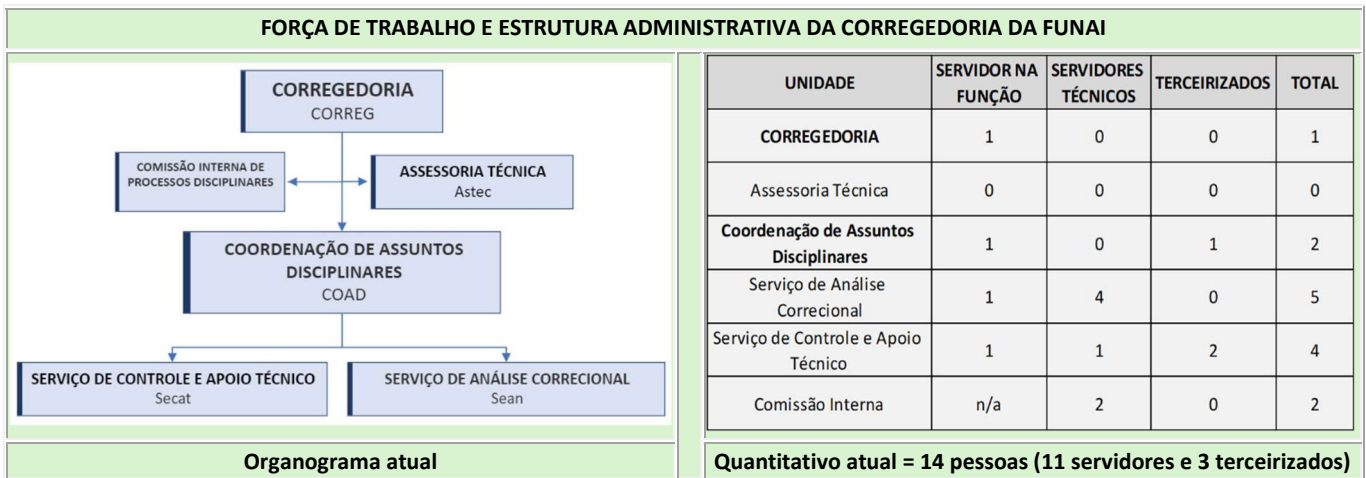 FORÇA DE TRABALHO E ESTRUTURA ADMINISTRATIVA DA CORREGEDORIA DA FUNAI
CORREGEDORIA
CORREG
COMISSÃO INTERNA DE
PROCESSOS DISCIPLINARES
ASSESSORIA TÉCNICA
Astec
COORDENAÇÃO DE ASSUNTOS
DISCIPLINARES
COAD
SERVIÇO DE CONTROLE E APOIO TÉCNICO
Secat
SERVIÇO DE ANÁLISE CORRECIONAL
Sean
Organograma atual
UNIDADE SERVIDOR NA FUNÇÃO SERVIDORES TÉCNICOS TERCEIRIZADOS TOTAL
CORREGEDORIA 1 0 0 1
Assessoria Técnica 0 0 0 0
Coordenação de Assuntos Disciplinares 1 0 1 2
Serviço de Análise Correcional 1 4 0 5
Serviço de Controle e Apoio Técnico 1 1 2 4
Comissão Interna n/a 2 0 2
Quantitativo atual = 14 pessoas (11 servidores e 3 terceirizados)